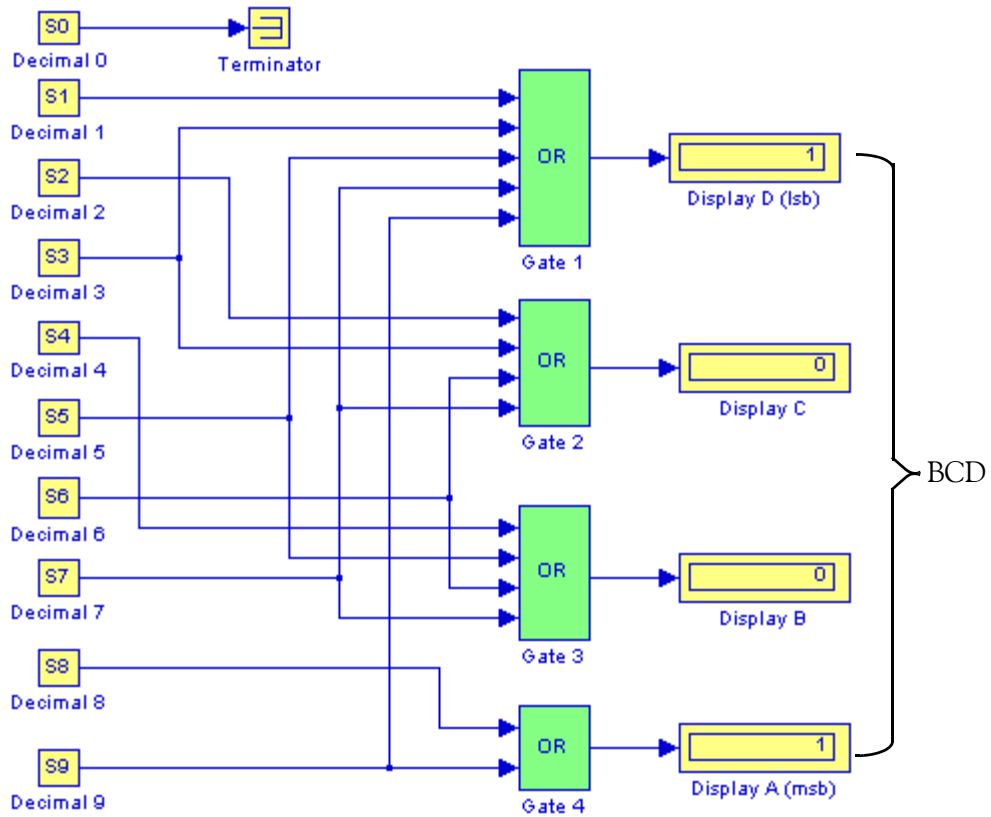 S0
Decimal 0
Terminator
S1
Decimal 1
S2
Decimal 2
S3
Decimal 3
S4
Decimal 4
S5
Decimal 5
S6
Decimal 6
S7
Decimal 7
S8
Decimal 8
S9
Decimal 9
OR
Gate 1
OR
Gate 2
OR
Gate 3
OR
Gate 4
1
Display D (lsb)
0
Display C
0
Display B
1
Display A (msb)
BCD